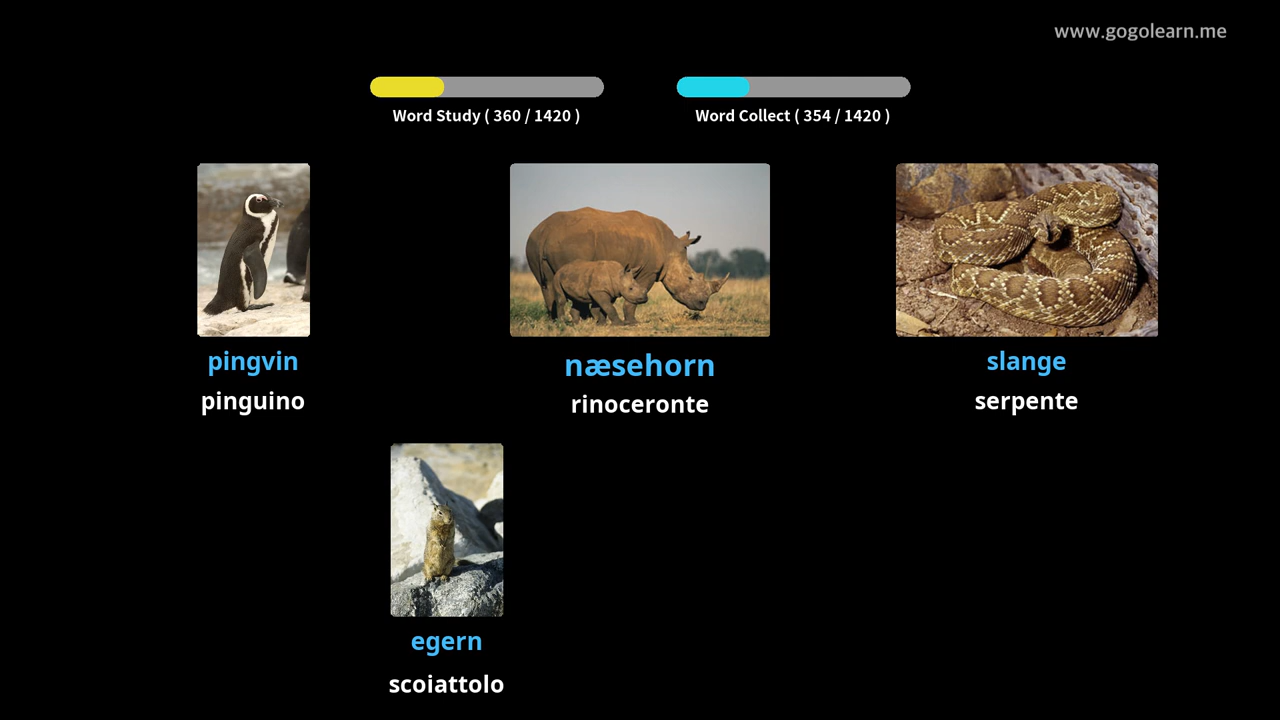 www.gogolearn.me
Word Study ( 360 / 1420 )
Word Collect ( 354 / 1420 )
pingvin
næsehorn
slange
pinguino
rinoceronte
serpente
egern
scoiattolo